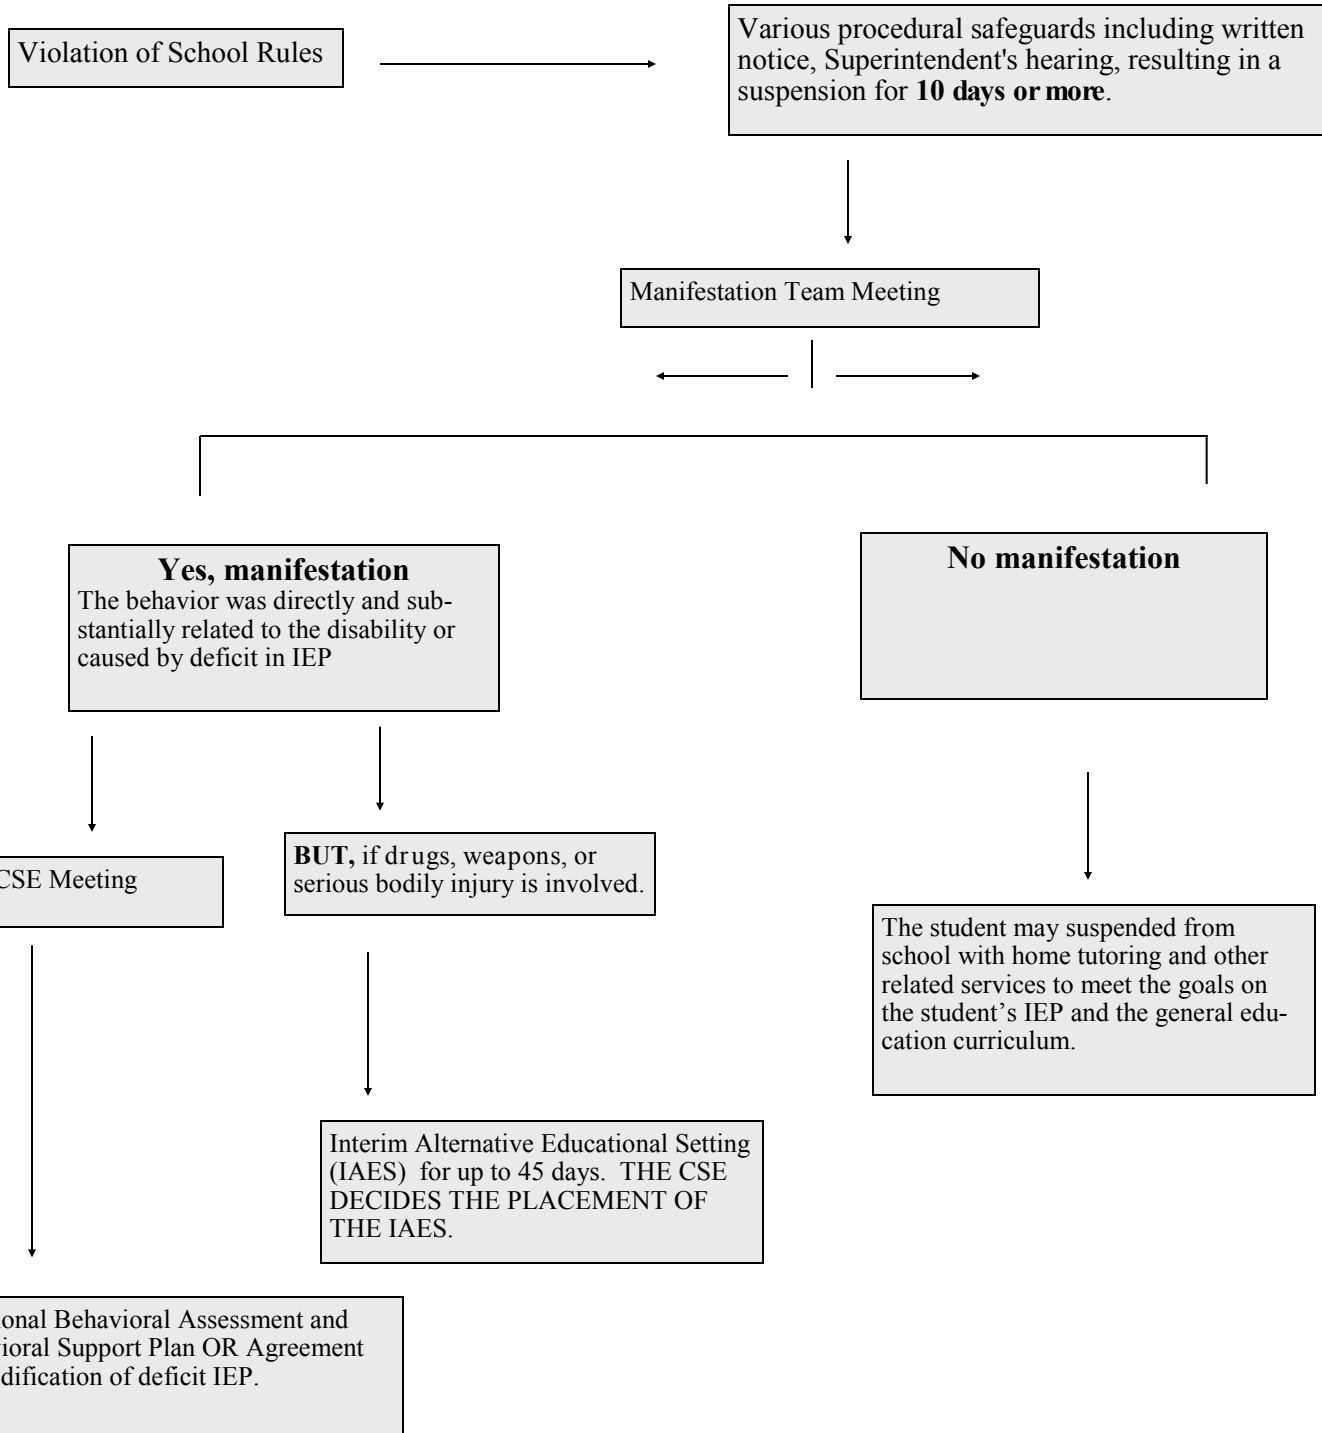 Violation of School Rules
Various procedural safeguards including written
notice, Superintendent's hearing, resulting in a
suspension for 10 days or more.
Manifestation Team Meeting
Yes, manifestation
The behavior was directly and sub-
stantially related to the disability or
caused by deficit in IEP
No manifestation
CSE Meeting
BUT, if drugs, weapons, or
serious bodily injury is involved.
The student may suspended from
school with home tutoring and other
related services to meet the goals on
the student’s IEP and the general edu-
cation curriculum.
Interim Alternative Educational Setting
(IAES)  for up to 45 days.  THE CSE
DECIDES THE PLACEMENT OF
THE IAES.
ional Behavioral Assessment and
vioral Support Plan OR Agreement
dification of deficit IEP.